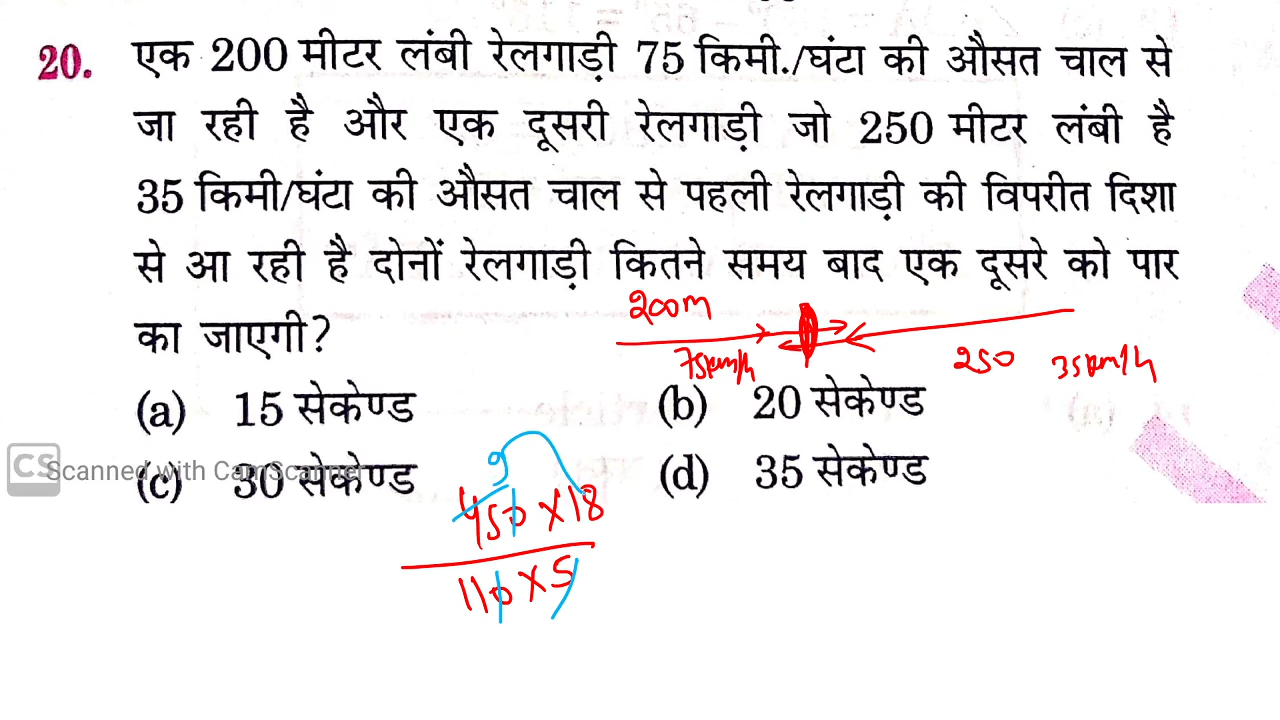 20. एक 200 मीटर लंबी रेलगाड़ी 75 किमी./घंटा की औसत चाल से
जा रही है और एक दूसरी रेलगाड़ी जो 250 मीटर लंबी है
35 किमी/घंटा की औसत चाल से पहली रेलगाड़ी की विपरीत दिशा
से आ रही है दोनों रेलगाड़ी कितने समय बाद एक दूसरे को पार
का जाएगी?
200m
75km/h 250 35km/h
(a) 15 सेकेण्ड (b) 20 सेकेण्ड
CS Scanned with CamScanner
(c) 30 सेकेण्ड (d) 35 सेकेण्ड
9
450 × 18
110 × 5